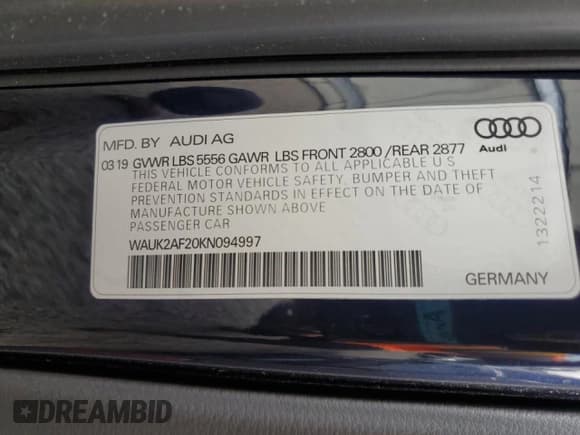 MFD. BY AUDI AG
Audi
03 19 GVWR LBS 5556 GAWR LBS FRONT 2800 /REAR 2877
THIS VEHICLE CONFORMS TO ALL APPLICABLE U S
FEDERAL MOTOR VEHICLE SAFETY, BUMPER AND THEFT
PREVENTION STANDARDS IN EFFECT ON THE DATE OF
MANUFACTURE SHOWN ABOVE
PASSENGER CAR
WAUK2AF20KN094997
1322214
GERMANY
DREAMBID